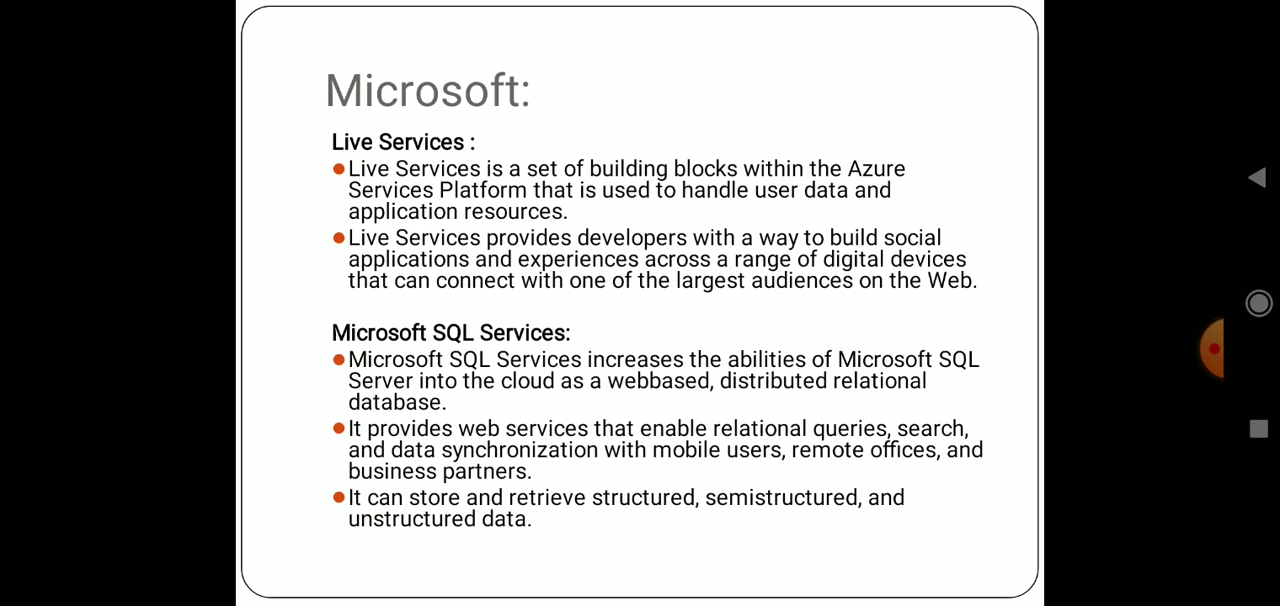 Microsoft:
Live Services :
Live Services is a set of building blocks within the Azure
Services Platform that is used to handle user data and
application resources.
Live Services provides developers with a way to build social
applications and experiences across a range of digital devices
that can connect with one of the largest audiences on the Web.
Microsoft SQL Services:
Microsoft SQL Services increases the abilities of Microsoft SQL
Server into the cloud as a webbased, distributed relational
database.
It provides web services that enable relational queries, search,
and data synchronization with mobile users, remote offices, and
business partners.
It can store and retrieve structured, semistructured, and
unstructured data.